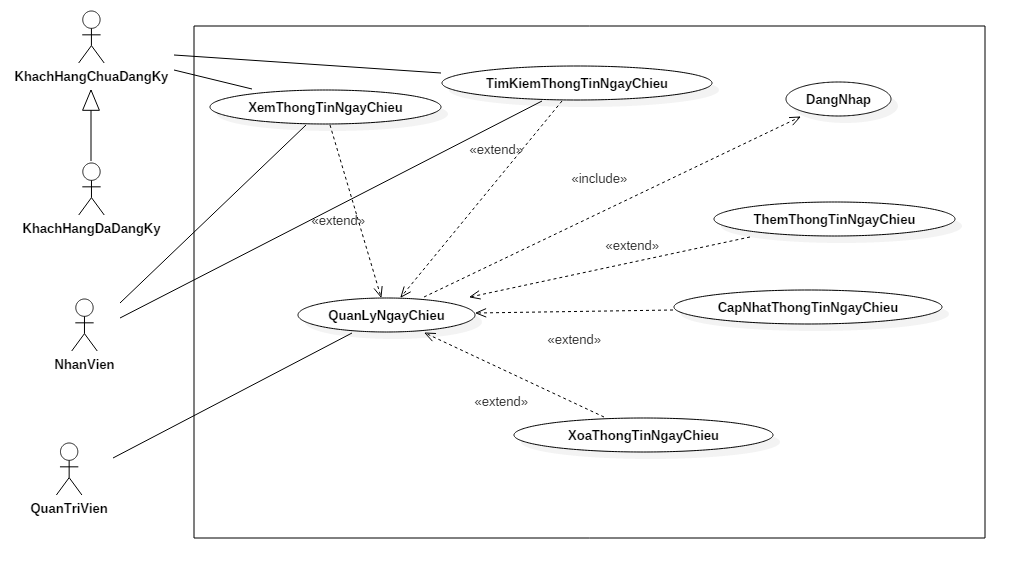 KhachHangChuaDangKy
TimKiemThongTinNgayChieu
XemThongTinNgayChieu
DangNhap
«extend»
«include»
KhachHangDaDangKy
«extend»
ThemThongTinNgayChieu
«extend»
QuanLyNgayChieu
CapNhatThongTinNgayChieu
«extend»
NhanVien
«extend»
XoaThongTinNgayChieu
QuanTriVien